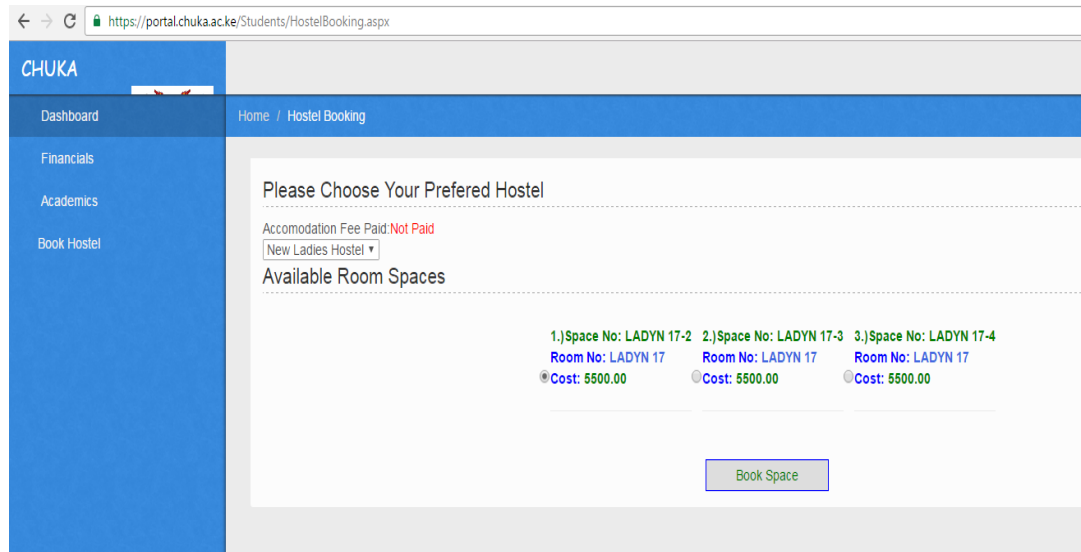 https://portal.chuka.ac.ke/Students/HostelBooking.aspx
CHUKA
Dashboard
Home / Hostel Booking
Financials
Academics
Book Hostel
Please Choose Your Prefered Hostel
Accomodation Fee Paid:Not Paid
New Ladies Hostel
Available Room Spaces
1.)Space No: LADYN 17-2 2.)Space No: LADYN 17-3 3.)Space No: LADYN 17-4
Room No: LADYN 17 Room No: LADYN 17 Room No: LADYN 17
Cost: 5500.00 Cost: 5500.00 Cost: 5500.00
Book Space